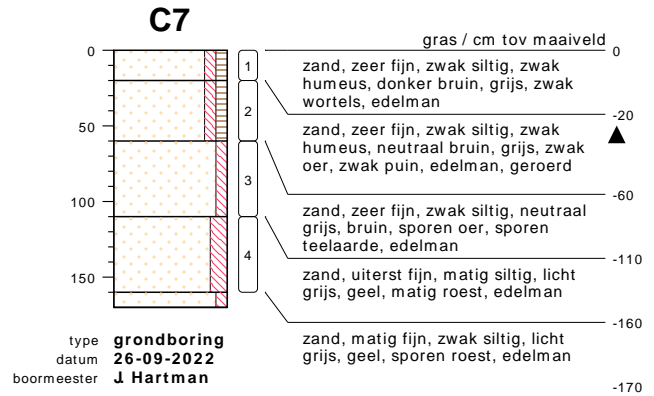 C7
gras / cm tov maaiveld
0
50
100
150
1
2
3
4
0
zand, zeer fijn, zwak siltig, zwak
humeus, donker bruin, grijs, zwak
wortels, edelman
-20
zand, zeer fijn, zwak siltig, zwak
humeus, neutraal bruin, grijs, zwak
oer, zwak puin, edelman, geroerd
-60
zand, zeer fijn, zwak siltig, neutraal
grijs, bruin, sporen oer, sporen
teelaarde, edelman
-110
zand, uiterst fijn, matig siltig, licht
grijs, geel, matig roest, edelman
-160
zand, matig fijn, zwak siltig, licht
grijs, geel, sporen roest, edelman
-170
type grondboring
datum 26-09-2022
boormeester J. Hartman